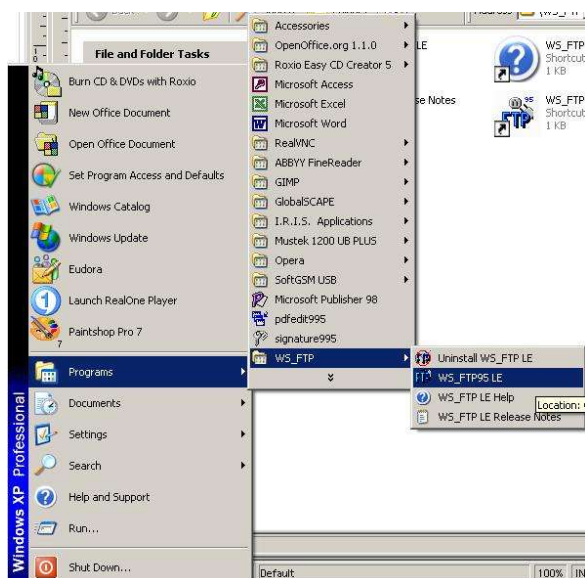 File and Folder Tasks
Burn CD & DVDs with Roxio
New Office Document
Open Office Document
Set Program Access and Defaults
Windows Catalog
Windows Update
Eudora
Launch RealOne Player
Paintshop Pro 7
7
Programs
Documents
Settings
Search
Help and Support
Run...
Shut Down...
Windows XP Professional
Accessories
OpenOffice.org 1.1.0
Roxio Easy CD Creator 5
Microsoft Access
Microsoft Excel
Microsoft Word
RealVNC
ABBYY FineReader
GIMP
GlobalSCAPE
I.R.I.S. Applications
Mustek 1200 UB PLUS
Opera
SoftGSM USB
Microsoft Publisher 98
pdfedit995
signature995
WS_FTP
Uninstall WS_FTP LE
WS_FTP95 LE
WS_FTP LE Help
Location:
WS_FTP LE Release Notes
LE
WS_FTP
Shortcut
1 KB
se Notes
95
FTP
WS_FTP
Shortcut
1 KB
Default
100%
IN